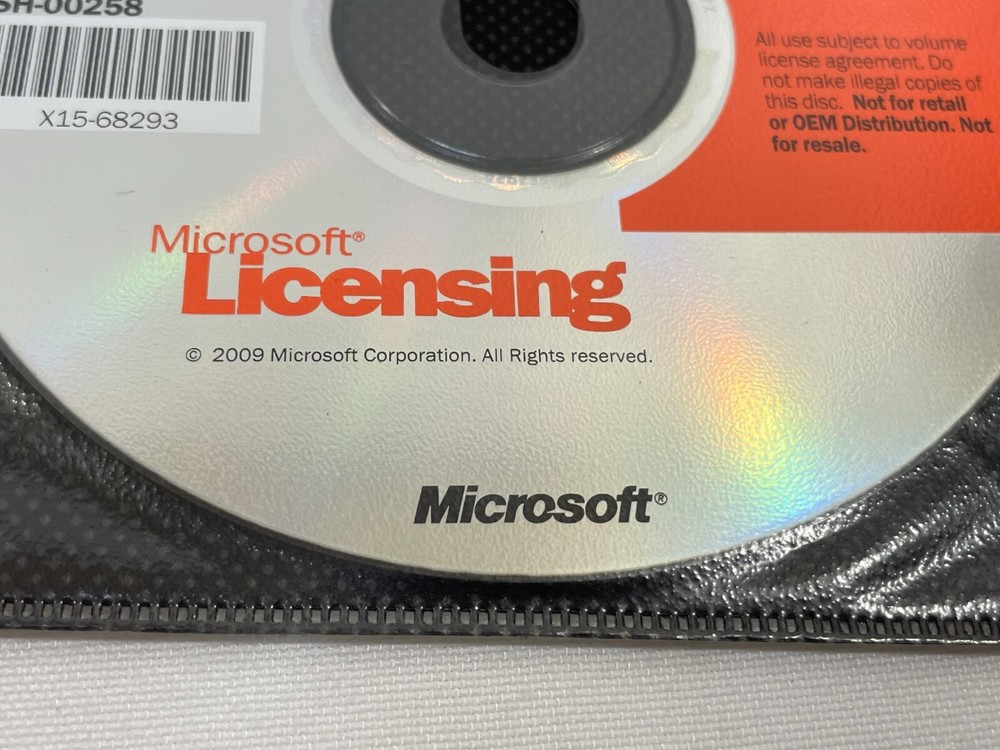 SH-00258
X15-68293
All use subject to volume
license agreement. Do
not make illegal copies of
this disc. Not for retail
or OEM Distribution. Not
for resale.
Microsoft®
Licensing
© 2009 Microsoft Corporation. All Rights reserved.
Microsoft®